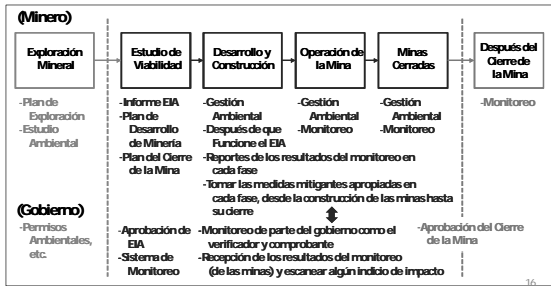 (Minero)
Exploración
Mineral
Estudio de
Viabilidad
Desarrollo y
Construcción
Operación de
la Mina
Minas
Cerradas
Después del
Cierre de
la Mina
-Plan de
Exploración
-Estudio
Ambiental
-Informe EIA
-Plan de
Desarrollo
de Minería
-Plan del Cierre
de la Mina
-Gestión
Ambiental
-Después de que
Funcione el EIA
-Gestión
Ambiental
-Monitoreo
-Gestión
Ambiental
-Monitoreo
-Monitoreo
-Reportes de los resultados del monitoreo en
cada fase
-Tomar las medidas mitigantes apropiadas en
cada fase, desde la construcción de las minas hasta
su cierre
(Gobierno)
-Permisos
Ambientales,
etc.
-Aprobación de
EIA
-Sistema de
Monitoreo
-Monitoreo de parte del gobierno como el
verificador y comprobante
-Recepción de los resultados del monitoreo
(de las minas) y escanear algún indicio de impacto
-Aprobación del Cierre
de la Mina
16